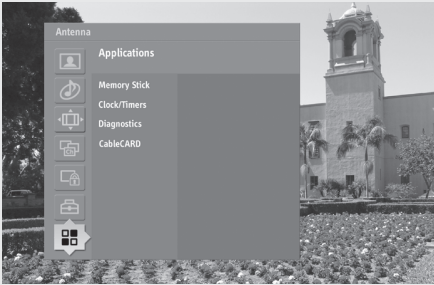 Antenna
Applications
Memory Stick
Clock/Timers
Diagnostics
CableCARD